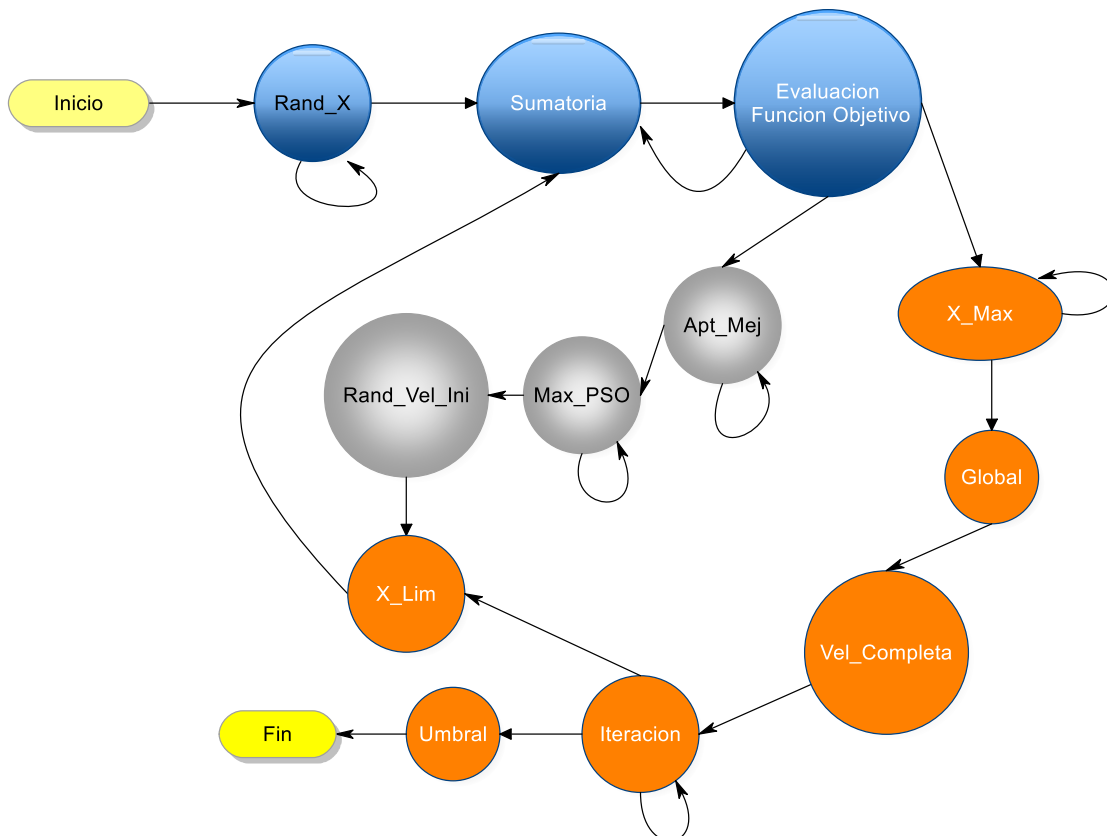 Inicio
Rand_X
Sumatoria
Evaluacion
Funcion Objetivo
Apt_Mej
X_Max
Rand_Vel_Ini
Max_PSO
Global
X_Lim
Vel_Completa
Fin
Umbral
Iteracion